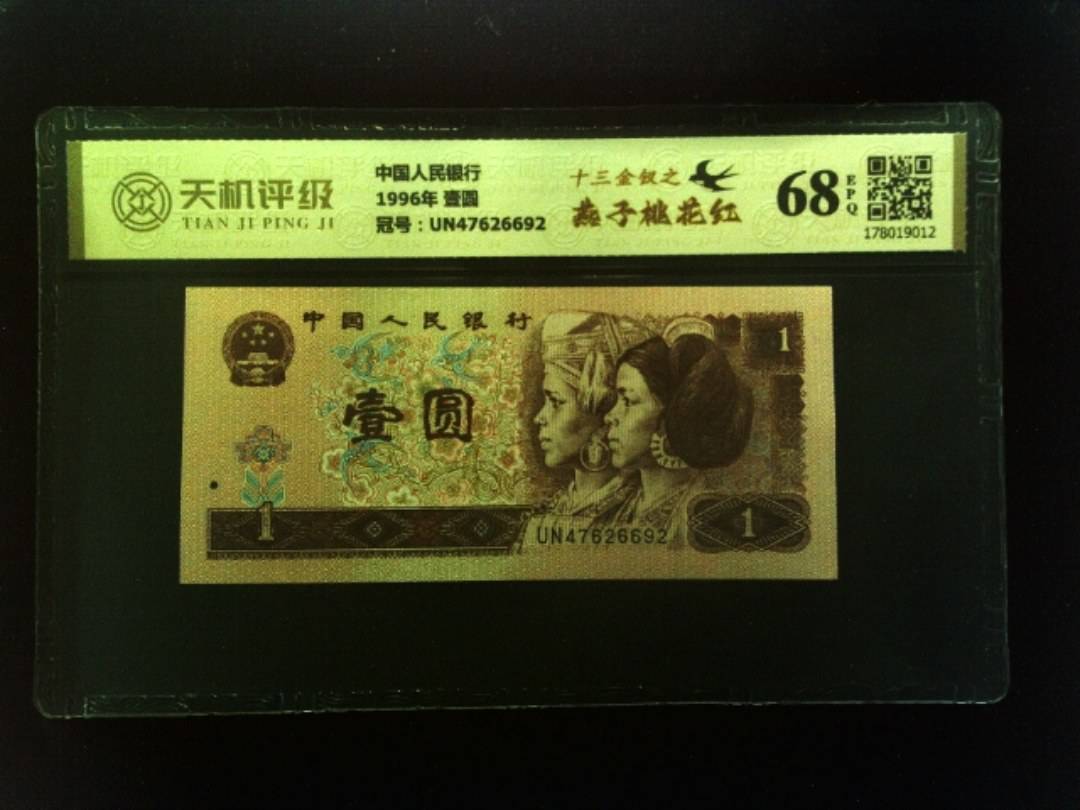 天机评级
TIAN JI PING JI
中国人民银行
1996年 壹圆
冠号：UN47626692
十三金钗之
燕子桃花红
68
EPQ
178019012
中国人民银行
壹圆
1
1
1
UN47626692